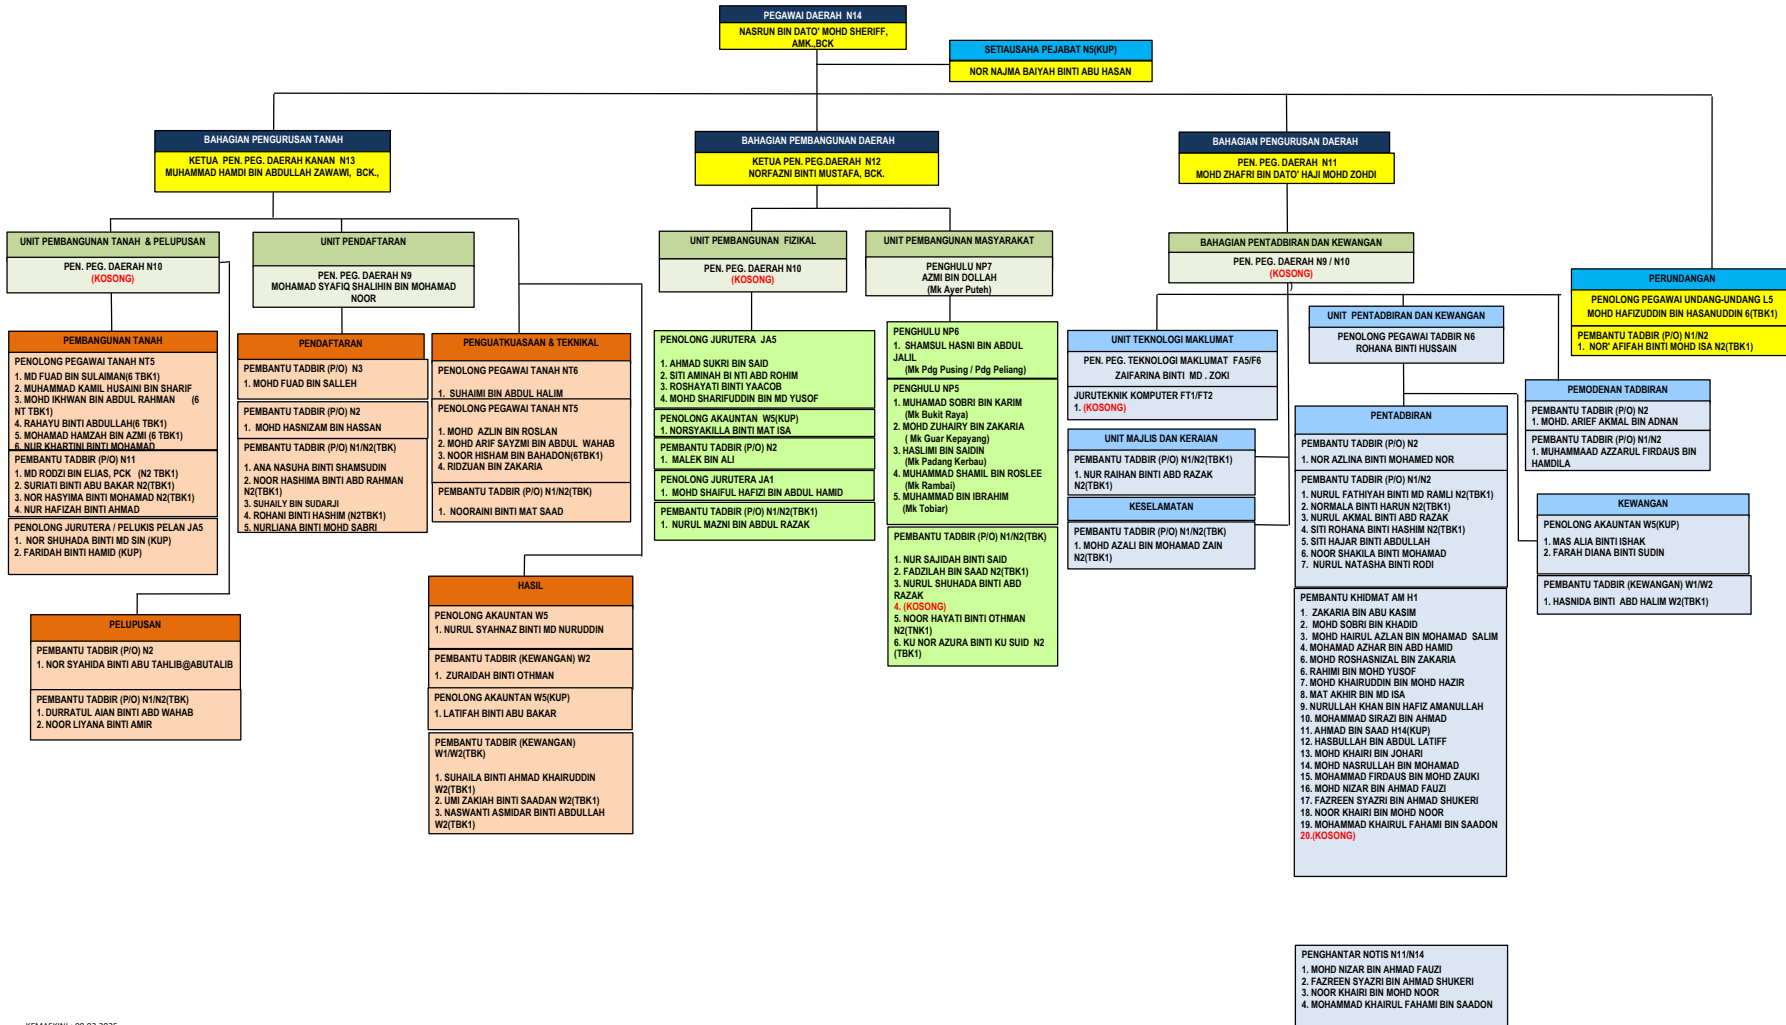 PEGAWAI DAERAH N14
NASRUN BIN DATO' MOHD SHERIFF,
AMK.,BCK
SETIAUSAHA PEJABAT N5(KUP)
NOR NAJMA BAIYAH BINTI ABU HASAN
BAHAGIAN PENGURUSAN TANAH
KETUA PEN. PEG. DAERAH KANAN N13
MUHAMMAD HAMDI BIN ABDULLAH ZAWAWI, BCK.,
BAHAGIAN PEMBANGUNAN DAERAH
KETUA PEN. PEG.DAERAH N12
NORFAZNI BINTI MUSTAFA, BCK.
BAHAGIAN PENGURUSAN DAERAH
PEN. PEG. DAERAH N11
MOHD ZHAFRI BIN DATO' HAJI MOHD ZOHDI
UNIT PEMBANGUNAN TANAH & PELUPUSAN
PEN. PEG. DAERAH N10
(KOSONG)
UNIT PENDAFTARAN
PEN. PEG. DAERAH N9
MOHAMAD SYAFIQ SHALIHIN BIN MOHAMAD
NOOR
UNIT PEMBANGUNAN FIZIKAL
PEN. PEG. DAERAH N10
(KOSONG)
UNIT PEMBANGUNAN MASYARAKAT
PENGHULU NP7
AZMI BIN DOLLAH
(Mk Ayer Puteh)
BAHAGIAN PENTADBIRAN DAN KEWANGAN
PEN. PEG. DAERAH N9 / N10
(KOSONG)
)
PERUNDANGAN
PENOLONG PEGAWAI UNDANG-UNDANG L5
MOHD HAFIZUDDIN BIN HASANUDDIN 6(TBK1)
PEMBANTU TADBIR (P/O) N1/N2
1. NOR' AFIFAH BINTI MOHD ISA N2(TBK1)
PEMBANGUNAN TANAH
PENOLONG PEGAWAI TANAH NT5
1. MD FUAD BIN SULAIMAN(6 TBK1)
2. MUHAMMAD KAMIL HUSAINI BIN SHARIF
3. MOHD IKHWAN BIN ABDUL RAHMAN (6
NT TBK1)
4. RAHAYU BINTI ABDULLAH(6 TBK1)
5. MOHAMAD HAMZAH BIN AZMI (6 TBK1)
6. NUR KHARTINI BINTI MOHAMAD
PEMBANTU TADBIR (P/O) N11
1. MD RODZI BIN ELIAS, PCK (N2 TBK1)
2. SURIATI BINTI ABU BAKAR N2(TBK1)
3. NOR HASYIMA BINTI MOHAMAD N2(TBK1)
4. NUR HAFIZAH BINTI AHMAD
PENOLONG JURUTERA / PELUKIS PELAN JA5
1. NOR SHUHADA BINTI MD SIN (KUP)
2. FARIDAH BINTI HAMID (KUP)
PELUPUSAN
PEMBANTU TADBIR (P/O) N2
1. NOR SYAHIDA BINTI ABU TAHLIB@ABUTALIB
PEMBANTU TADBIR (P/O) N1/N2(TBK)
1. DURRATUL AIAN BINTI ABD WAHAB
2. NOOR LIYANA BINTI AMIR
PENDAFTARAN
PEMBANTU TADBIR (P/O) N3
1. MOHD FUAD BIN SALLEH
PEMBANTU TADBIR (P/O) N2
1. MOHD HASNIZAM BIN HASSAN
PEMBANTU TADBIR (P/O) N1/N2(TBK)
1. ANA NASUHA BINTI SHAMSUDIN
2. NOOR HASHIMA BINTI ABD RAHMAN
N2(TBK1)
3. SUHAILY BIN SUDARJI
4. ROHANI BINTI HASHIM (N2TBK1)
5. NURLIANA BINTI MOHD SABRI
PENGUATKUASAAN & TEKNIKAL
PENOLONG PEGAWAI TANAH NT6
1. SUHAIMI BIN ABDUL HALIM
PENOLONG PEGAWAI TANAH NT5
1. MOHD AZLIN BIN ROSLAN
2. MOHD ARIF SAYZMI BIN ABDUL WAHAB
3. NOOR HISHAM BIN BAHADON(6TBK1)
4. RIDZUAN BIN ZAKARIA
PEMBANTU TADBIR (P/O) N1/N2(TBK)
1. NOORAINI BINTI MAT SAAD
HASIL
PENOLONG AKAUNTAN W5
1. NURUL SYAHNAZ BINTI MD NURUDDIN
PEMBANTU TADBIR (KEWANGAN) W2
1. ZURAIDAH BINTI OTHMAN
PENOLONG AKAUNTAN W5(KUP)
1. LATIFAH BINTI ABU BAKAR
PEMBANTU TADBIR (KEWANGAN)
W1/W2(TBK)
1. SUHAILA BINTI AHMAD KHAIRUDDIN
W2(TBK1)
2. UMI ZAKIAH BINTI SAADAN W2(TBK1)
3. NASWANTI ASMIDAR BINTI ABDULLAH
W2(TBK1)
PENOLONG JURUTERA JA5
1. AHMAD SUKRI BIN SAID
2. SITI AMINAH BI NTI ABD ROHIM
3. ROSHAYATI BINTI YAACOB
4. MOHD SHARIFUDDIN BIN MD YUSOF
PENOLONG AKAUNTAN W5(KUP)
1. NORSYAKILLA BINTI MAT ISA
PEMBANTU TADBIR (P/O) N2
1. MALEK BIN ALI
PENOLONG JURUTERA JA1
1. MOHD SHAIFUL HAFIZI BIN ABDUL HAMID
PEMBANTU TADBIR (P/O) N1/N2(TBK1)
1. NURUL MAZNI BIN ABDUL RAZAK
PENGHULU NP6
1. SHAMSUL HASNI BIN ABDUL
JALIL
(Mk Pdg Pusing / Pdg Peliang)
PENGHULU NP5
1. MUHAMAD SOBRI BIN KARIM
(Mk Bukit Raya)
2. MOHD ZUHAIRY BIN ZAKARIA
( Mk Guar Kepayang)
3. HASLIMI BIN SAIDIN
(Mk Padang Kerbau)
4. MUHAMMAD SHAMIL BIN ROSLEE
(Mk Rambai)
5. MUHAMMAD BIN IBRAHIM
(Mk Tobiar)
PEMBANTU TADBIR (P/O) N1/N2(TBK)
1. NUR SAJIDAH BINTI SAID
2. FADZILAH BIN SAAD N2(TBK1)
3. NURUL SHUHADA BINTI ABD
RAZAK
4. (KOSONG)
5. NOOR HAYATI BINTI OTHMAN
N2(TNK1)
6. KU NOR AZURA BINTI KU SUID N2
(TBK1)
UNIT TEKNOLOGI MAKLUMAT
PEN. PEG. TEKNOLOGI MAKLUMAT FA5/F6
ZAIFARINA BINTI MD . ZOKI
JURUTEKNIK KOMPUTER FT1/FT2
1. (KOSONG)
UNIT MAJLIS DAN KERAIAN
PEMBANTU TADBIR (P/O) N1/N2(TBK1)
1. NUR RAIHAN BINTI ABD RAZAK
N2(TBK1)
KESELAMATAN
PEMBANTU TADBIR (P/O) N1/N2(TBK)
1. MOHD AZALI BIN MOHAMAD ZAIN
N2(TBK1)
UNIT PENTADBIRAN DAN KEWANGAN
PENOLONG PEGAWAI TADBIR N6
ROHANA BINTI HUSSAIN
PENTADBIRAN
PEMBANTU TADBIR (P/O) N2
1. NOR AZLINA BINTI MOHAMED NOR
PEMBANTU TADBIR (P/O) N1/N2
1. NURUL FATHIYAH BINTI MD RAMLI N2(TBK1)
2. NORMALA BINTI HARUN N2(TBK1)
3. NURUL AKMAL BINTI ABD RAZAK
4. SITI ROHANA BINTI HASHIM N2(TBK1)
5. SITI HAJAR BINTI ABDULLAH
6. NOOR SHAKILA BINTI MOHAMAD
7. NURUL NATASHA BINTI RODI
PEMBANTU KHIDMAT AM H1
1. ZAKARIA BIN ABU KASIM
2. MOHD SOBRI BIN KHADID
3. MOHD HAIRUL AZLAN BIN MOHAMAD SALIM
4. MOHAMAD AZHAR BIN ABD HAMID
6. MOHD ROSHASNIZAL BIN ZAKARIA
6. RAHIMI BIN MOHD YUSOF
7. MOHD KHAIRUDDIN BIN MOHD HAZIR
8. MAT AKHIR BIN MD ISA
9. NURULLAH KHAN BIN HAFIZ AMANULLAH
10. MOHAMMAD SIRAZI BIN AHMAD
11. AHMAD BIN SAAD H14(KUP)
12. HASBULLAH BIN ABDUL LATIFF
13. MOHD KHAIRI BIN JOHARI
14. MOHD NASRULLAH BIN MOHAMAD
15. MOHAMMAD FIRDAUS BIN MOHD ZAUKI
16. MOHD NIZAR BIN AHMAD FAUZI
17. FAZREEN SYAZRI BIN AHMAD SHUKERI
18. NOOR KHAIRI BIN MOHD NOOR
19. MOHAMMAD KHAIRUL FAHAMI BIN SAADON
20.(KOSONG)
PENGHANTAR NOTIS N11/N14
1. MOHD NIZAR BIN AHMAD FAUZI
2. FAZREEN SYAZRI BIN AHMAD SHUKERI
3. NOOR KHAIRI BIN MOHD NOOR
4. MOHAMMAD KHAIRUL FAHAMI BIN SAADON
PEMODENAN TADBIRAN
PEMBANTU TADBIR (P/O) N2
1. MOHD. ARIEF AKMAL BIN ADNAN
PEMBANTU TADBIR (P/O) N1/N2
1. MUHAMMAAD AZZARUL FIRDAUS BIN
HAMDILA
KEWANGAN
PENOLONG AKAUNTAN W5(KUP)
1. MAS ALIA BINTI ISHAK
2. FARAH DIANA BINTI SUDIN
PEMBANTU TADBIR (KEWANGAN) W1/W2
1. HASNIDA BINTI ABD HALIM W2(TBK1)